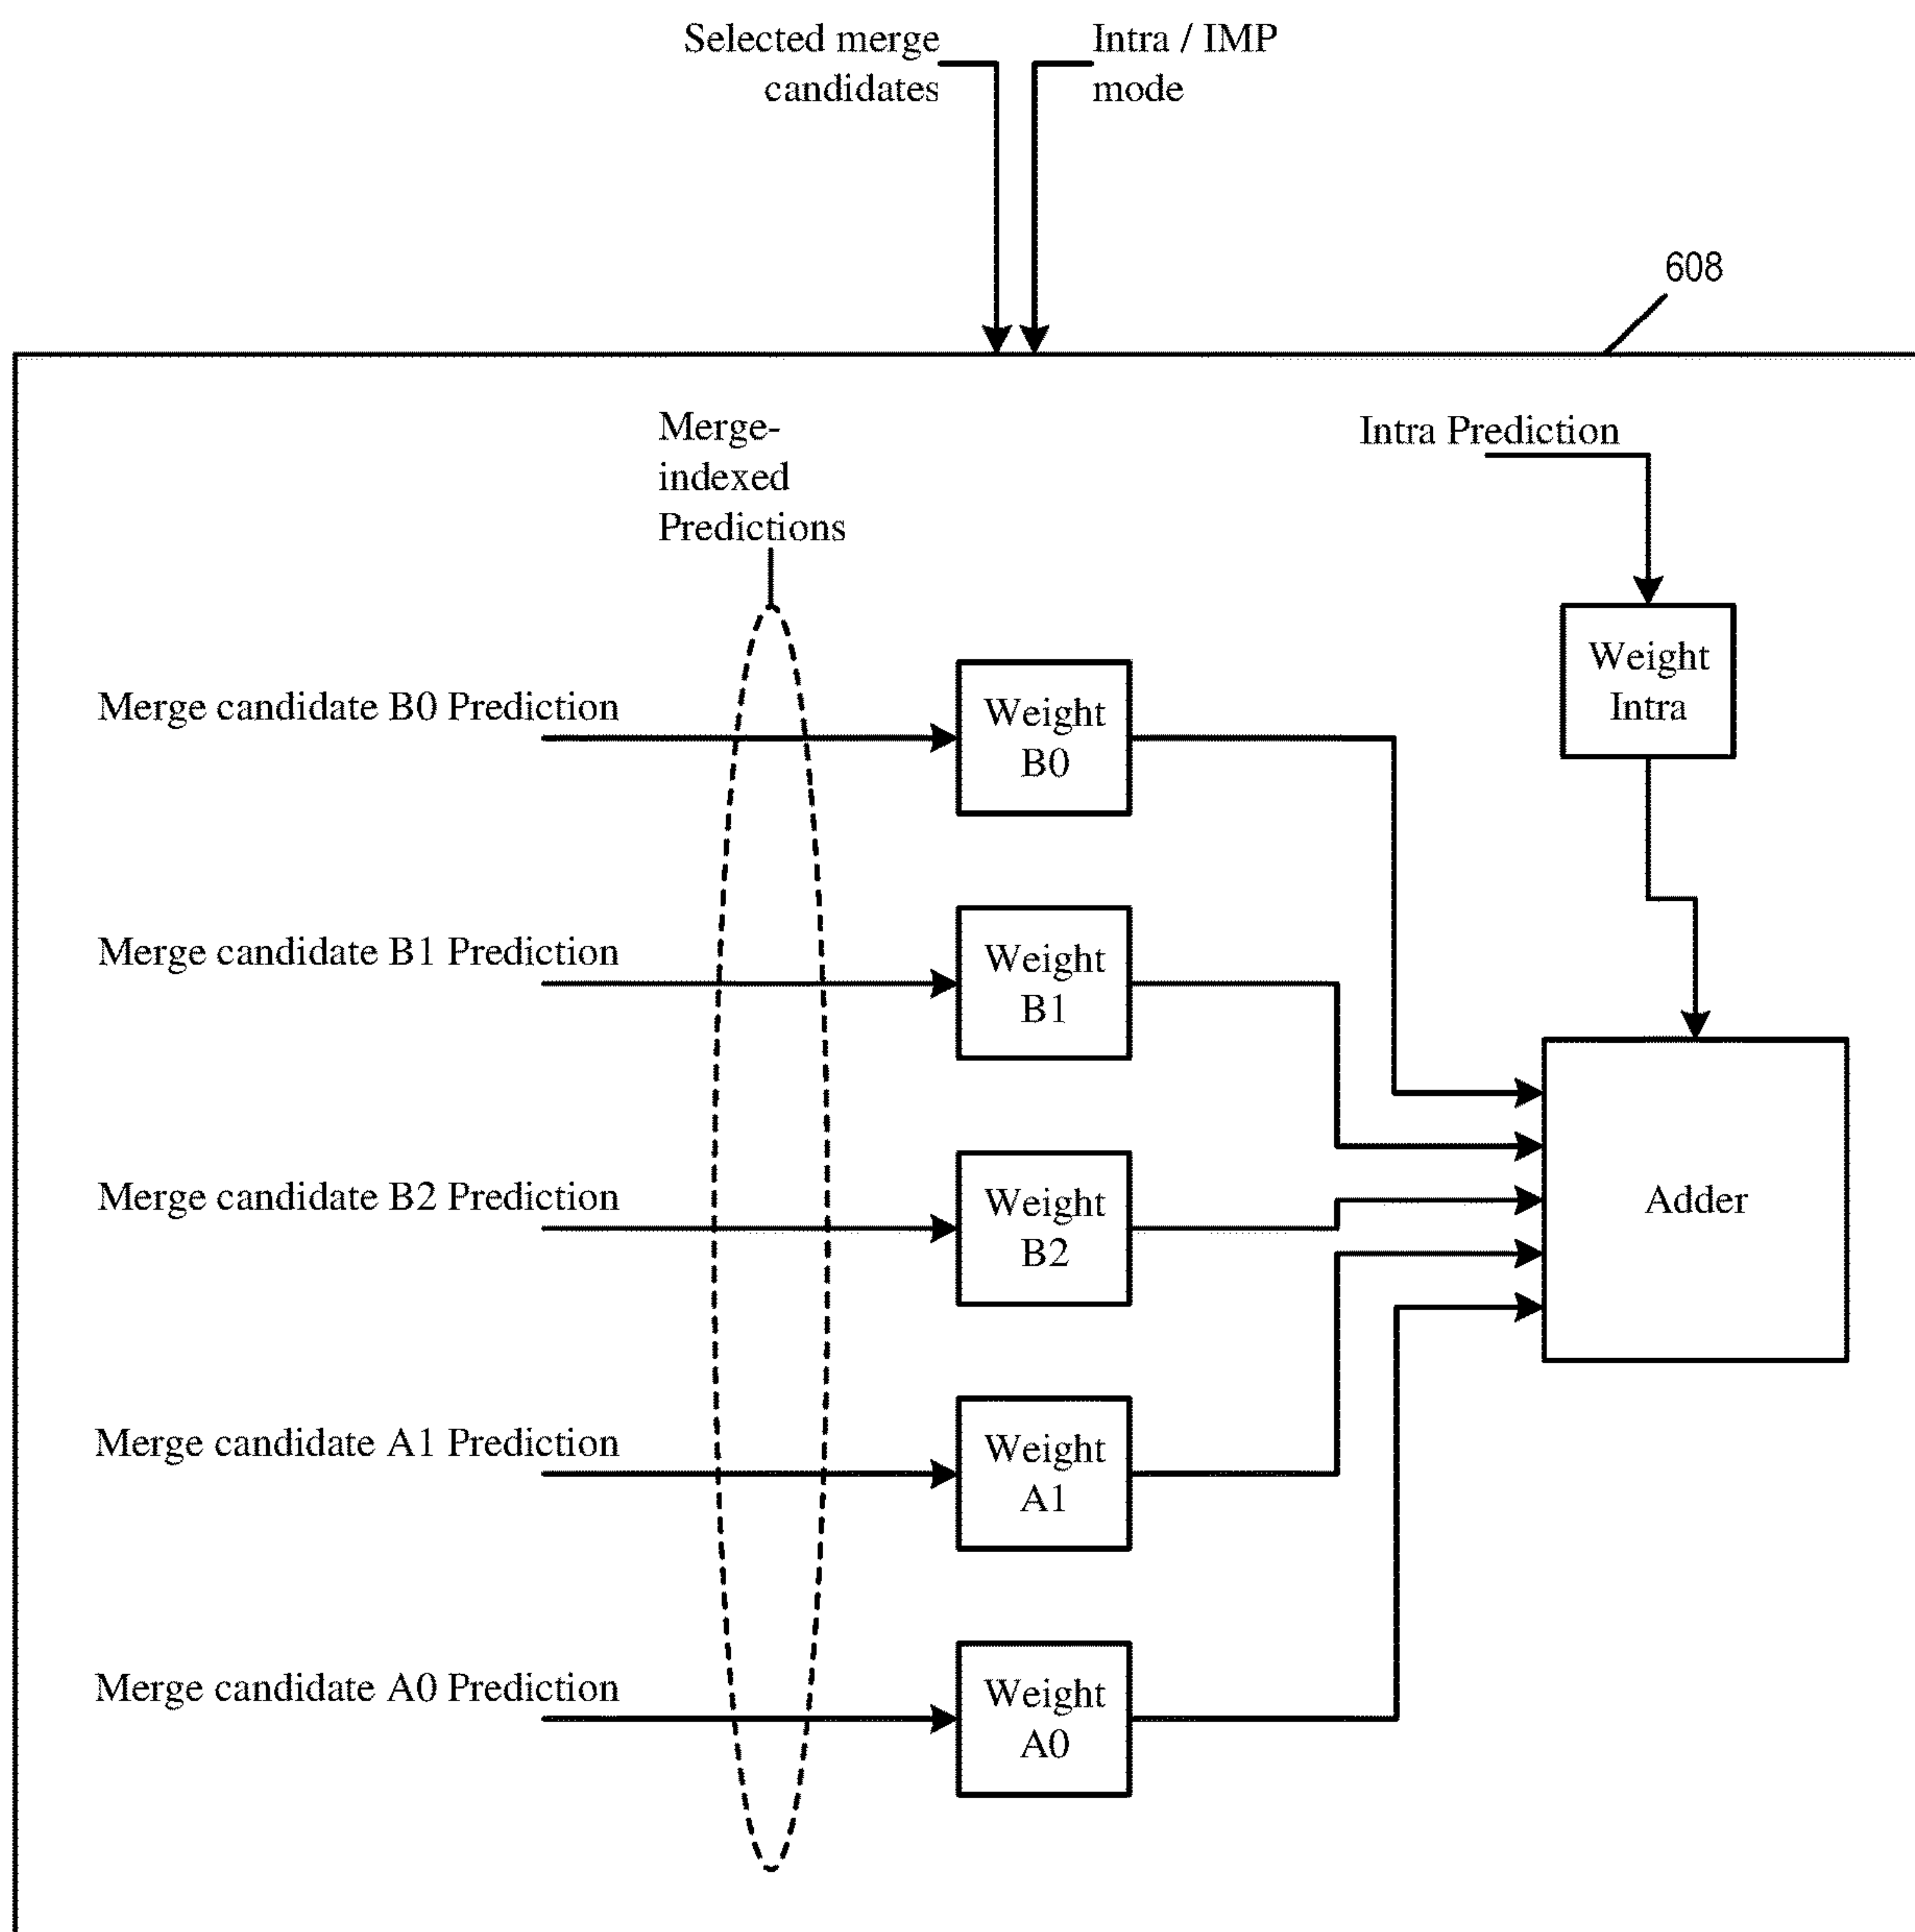 Selected merge
candidates
Intra / IMP
mode
608
Merge-
indexed
Predictions
Intra Prediction
Weight
Intra
Merge candidate B0 Prediction
Weight
B0
Merge candidate B1 Prediction
Weight
B1
Merge candidate B2 Prediction
Weight
B2
Adder
Merge candidate A1 Prediction
Weight
A1
Merge candidate A0 Prediction
Weight
A0